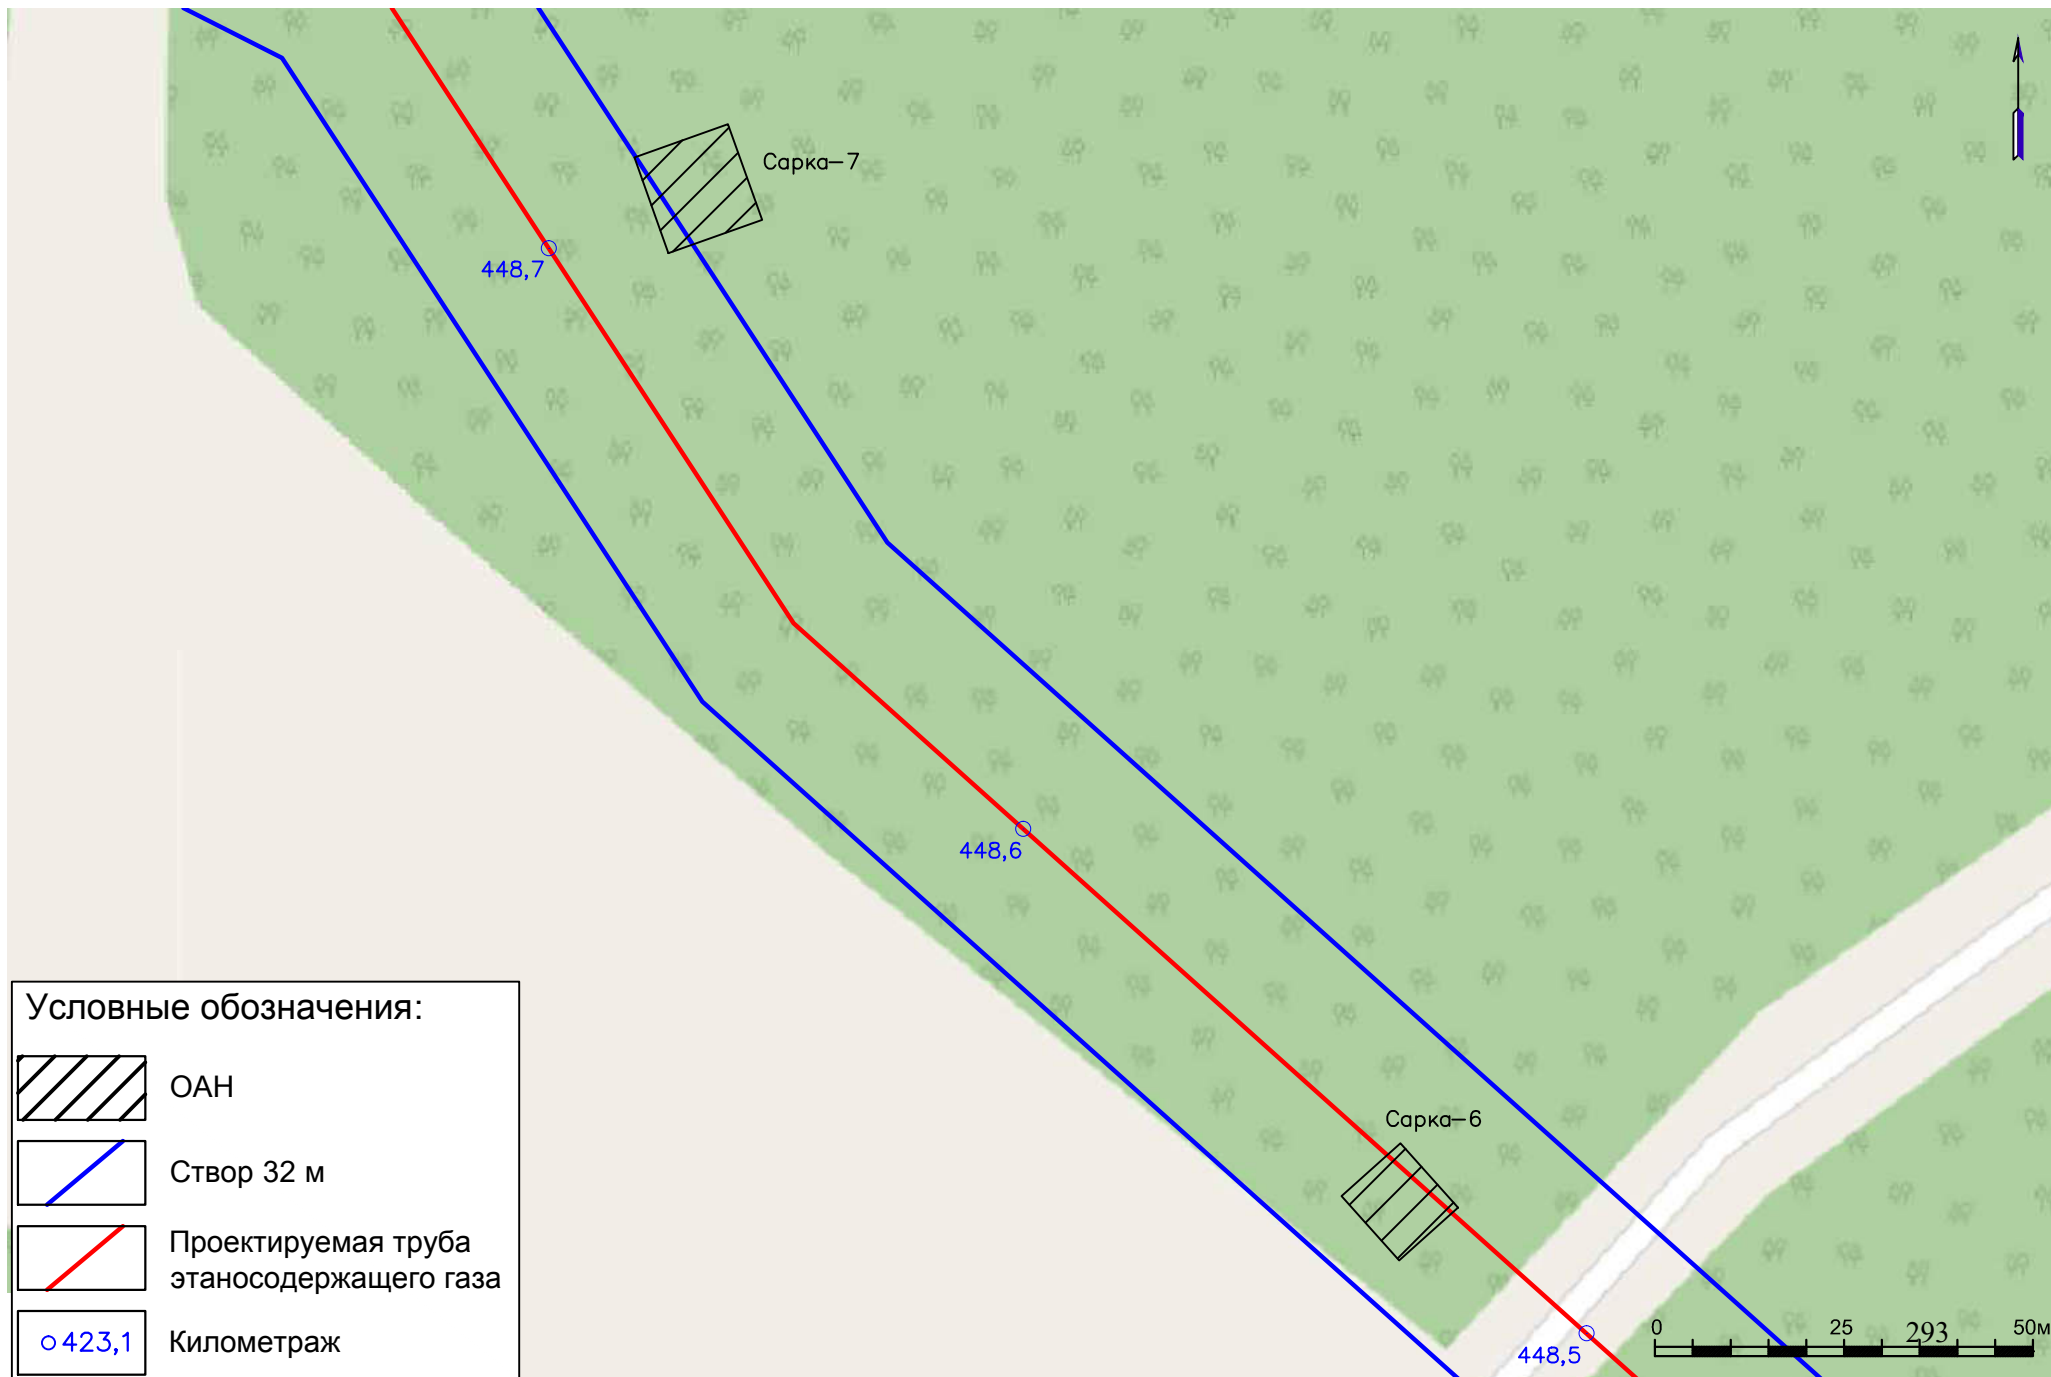 Сарка-7
448,7
448,6
Сарка-6
448,5
Условные обозначения:
ОАН
Створ 32 м
Проектируемая труба
этаносодержащего газа
423,1 Километраж
0 25 50м
293